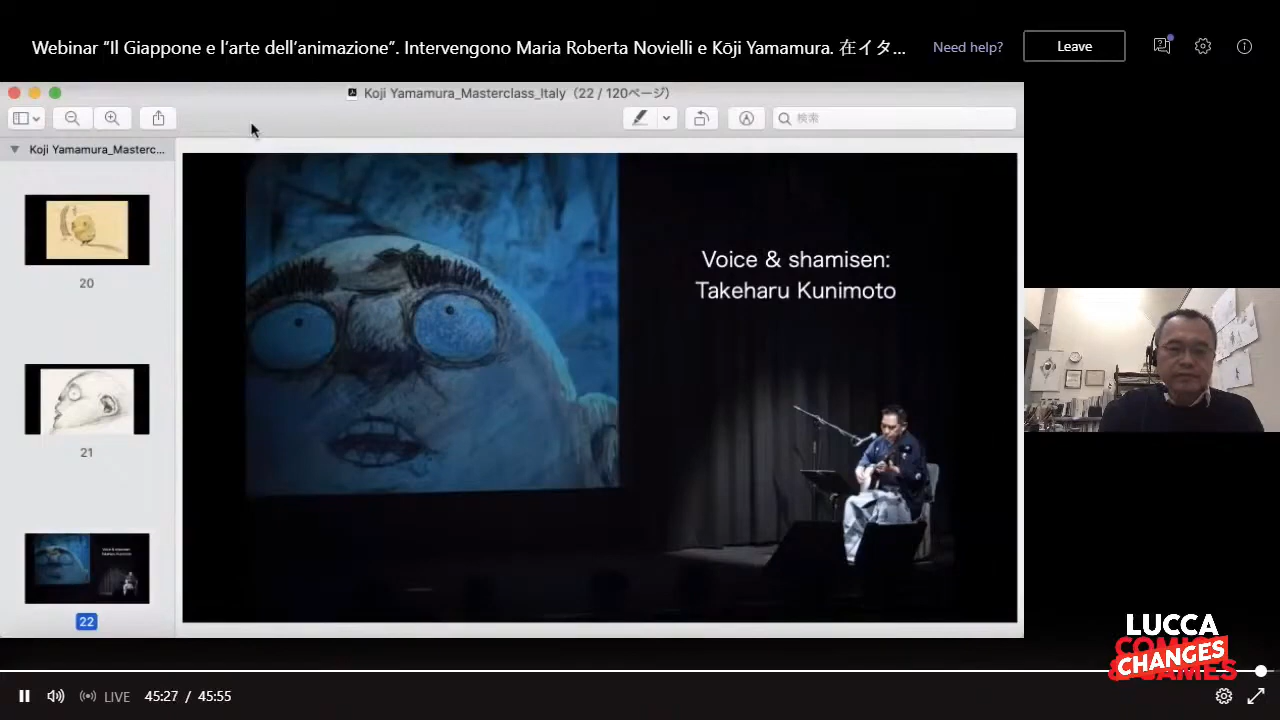 Webinar “Il Giappone e l’arte dell’animazione”. Intervengono Maria Roberta Novielli e Kōji Yamamura. 在イタ...
Need help?
Leave
Koji Yamamura_Masterclass_Italy（22 / 120ページ）
検索
Koji Yamamura_Masterc...
20
21
22
Voice & shamisen:
Takeharu Kunimoto
LUCCA
COMICS
CHANGES
& GAMES
LIVE
45:27 / 45:55